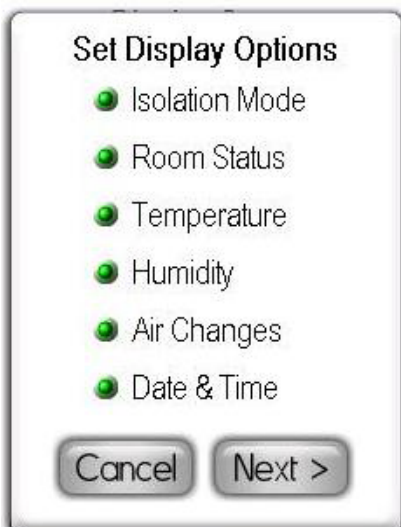 Set Display Options
Isolation Mode
Room Status
Temperature
Humidity
Air Changes
Date & Time
Cancel Next >